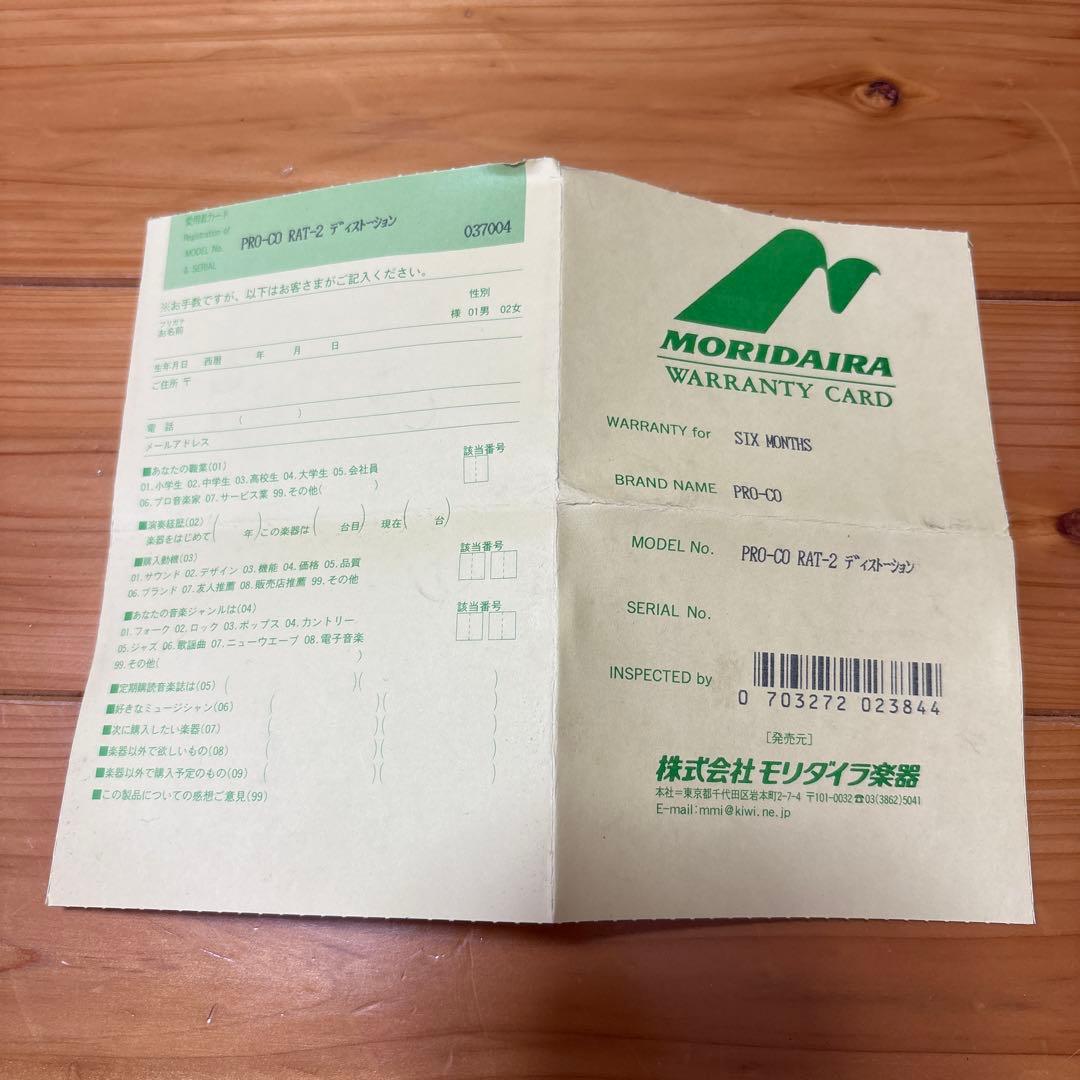 愛用者カード
Registration of
MODEL No.
& SERIAL
PRO-CO RAT-2 ディストーション
037004
※お手数ですが、以下はお客さまがご記入ください。
フリガナ
お名前
性別
様 01男 02女
生年月日 西暦 年 月 日
ご住所 〒
電話 ( )
メールアドレス
■あなたの職業(01)
該当番号
01.小学生 02.中学生 03.高校生 04.大学生 05.会社員
06.プロ音楽家 07.サービス業 99.その他( )
■演奏経歴(02)
楽器をはじめて( 年)この楽器は( 台目) 現在( 台)
■購入動機(03)
該当番号
01.サウンド 02.デザイン 03.機能 04.価格 05.品質
06.ブランド 07.友人推薦 08.販売店推薦 99.その他
■あなたの音楽ジャンルは(04)
該当番号
01.フォーク 02.ロック 03.ポップス 04.カントリー
05.ジャズ 06.歌謡曲 07.ニューウエーブ 08.電子音楽
99.その他( )
■定期購読音楽誌は(05) ( )( )
■好きなミュージシャン(06) ( )( )
■次に購入したい楽器(07) ( )( )
■楽器以外で欲しいもの(08) ( )( )
■楽器以外で購入予定のもの(09) ( )( )
■この製品についての感想ご意見(99)
MORIDAIRA
WARRANTY CARD
WARRANTY for SIX MONTHS
BRAND NAME PRO-CO
MODEL No. PRO-CO RAT-2 ディストーション
SERIAL No.
INSPECTED by
0 703272 023844
[発売元]
株式会社モリダイラ楽器
本社=東京都千代田区岩本町2-7-4 〒101-0032 ☎03(3862)5041
E-mail:mmi@kiwi.ne.jp